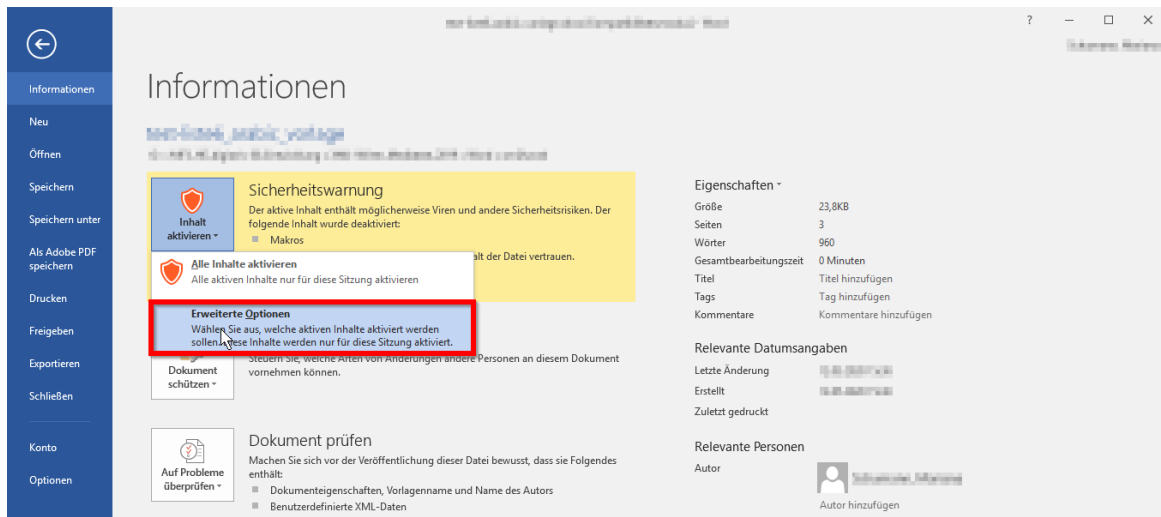 ?
Informationen
Neu
Öffnen
Speichern
Speichern unter
Als Adobe PDF
speichern
Drucken
Freigeben
Exportieren
Schließen
Konto
Optionen
Informationen
Inhalt
aktivieren
Sicherheitswarnung
Der aktive Inhalt enthält möglicherweise Viren und andere Sicherheitsrisiken. Der
folgende Inhalt wurde deaktiviert:
Makros
alt der Datei vertrauen.
Alle Inhalte aktivieren
Alle aktiven Inhalte nur für diese Sitzung aktivieren
Erweiterte Optionen
Wählen Sie aus, welche aktiven Inhalte aktiviert werden
sollen. Diese Inhalte werden nur für diese Sitzung aktiviert.
Dokument
schützen
Steuern Sie, welche Arten von Änderungen andere Personen an diesem Dokument
vornehmen können.
Auf Probleme
überprüfen
Dokument prüfen
Machen Sie sich vor der Veröffentlichung dieser Datei bewusst, dass sie Folgendes
enthält:
Dokumenteigenschaften, Vorlagenname und Name des Autors
Benutzerdefinierte XML-Daten
Eigenschaften
Größe 23,8KB
Seiten 3
Wörter 960
Gesamtbearbeitungszeit 0 Minuten
Titel Titel hinzufügen
Tags Tag hinzufügen
Kommentare Kommentare hinzufügen
Relevante Datumsangaben
Letzte Änderung
Erstellt
Zuletzt gedruckt
Relevante Personen
Autor
Autor hinzufügen